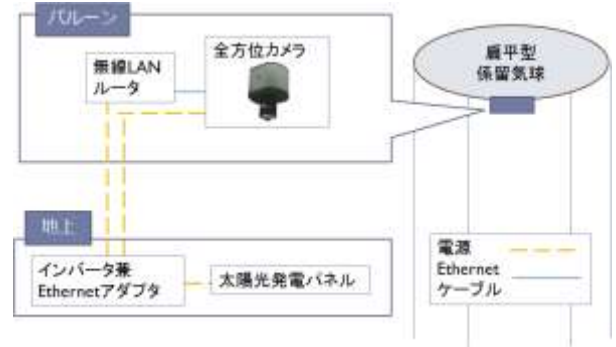 バルーン
無線LAN
ルータ
全方位カメラ
扁平型
係留気球
地上
インバータ兼
Ethernetアダプタ
太陽光発電パネル
電源
Ethernet
ケーブル